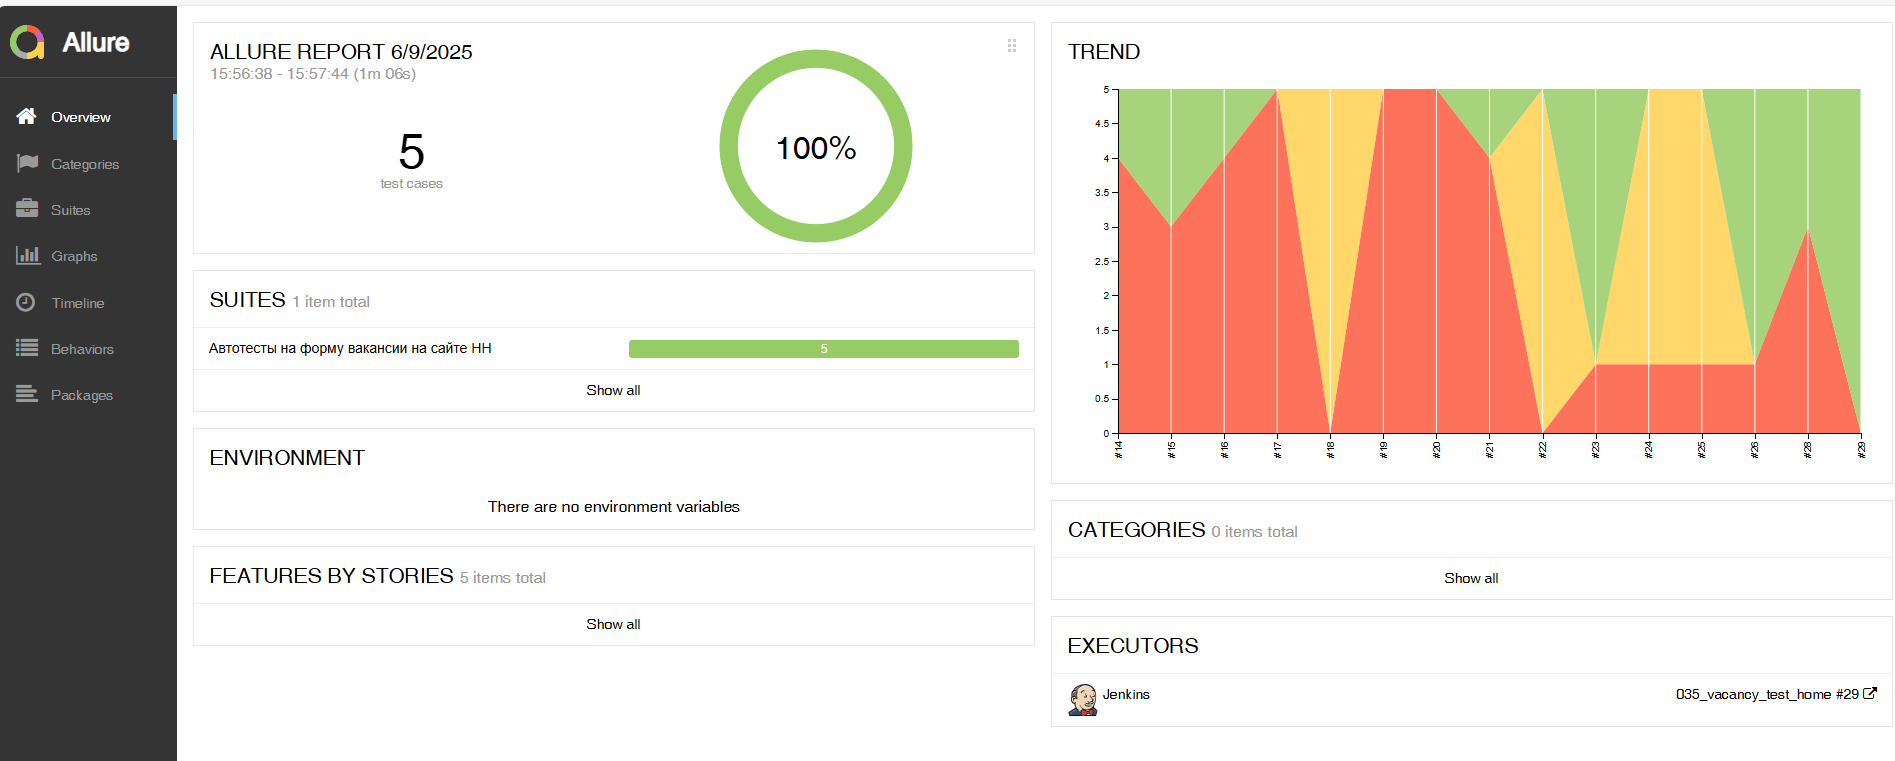 Allure
Overview
Categories
Suites
Graphs
Timeline
Behaviors
Packages
ALLURE REPORT 6/9/2025
15:56:38 - 15:57:44 (1m 06s)
5
test cases
100%
SUITES 1 item total
Автотесты на форму вакансии на сайте HH
5
Show all
ENVIRONMENT
There are no environment variables
FEATURES BY STORIES 5 items total
Show all
TREND
5
4.5
4
3.5
3
2.5
2
1.5
1
0.5
0
#14
#15
#16
#17
#18
#19
#20
#21
#22
#23
#24
#25
#26
#28
#29
CATEGORIES 0 items total
Show all
EXECUTORS
Jenkins
035_vacancy_test_home #29